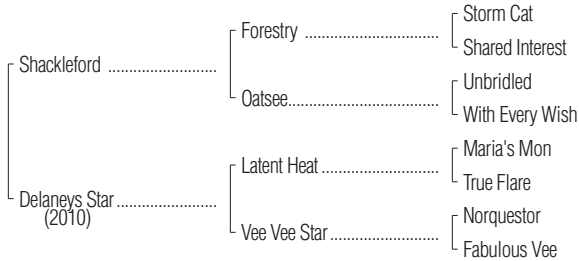 Storm Cat
Forestry ........................
Shared Interest
Shackleford ........................
Unbridled
Oatsee........................
With Every Wish
Maria's Mon
Latent Heat ........................
True Flare
Delaneys Star ........................
(2010)
Norquestor
Vee Vee Star ........................
Fabulous Vee